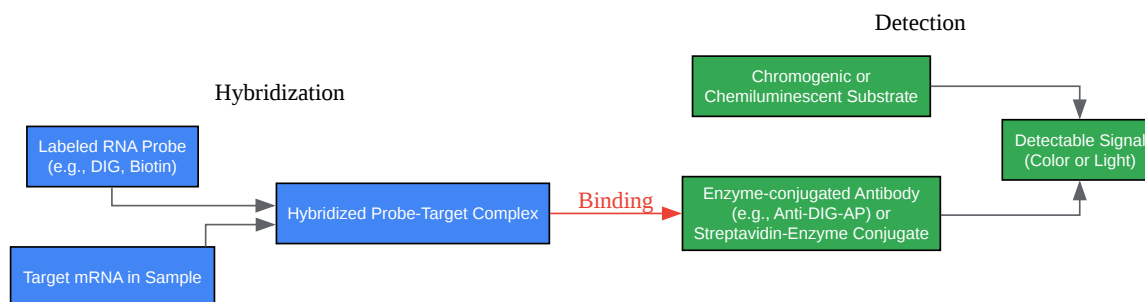 Detection
Hybridization
Chromogenic or
Chemiluminescent Substrate
Labeled RNA Probe
(e.g., DIG, Biotin)
Detectable Signal
(Color or Light)
Hybridized Probe-Target Complex
Binding
Enzyme-conjugated Antibody
(e.g., Anti-DIG-AP) or
Streptavidin-Enzyme Conjugate
Target mRNA in Sample